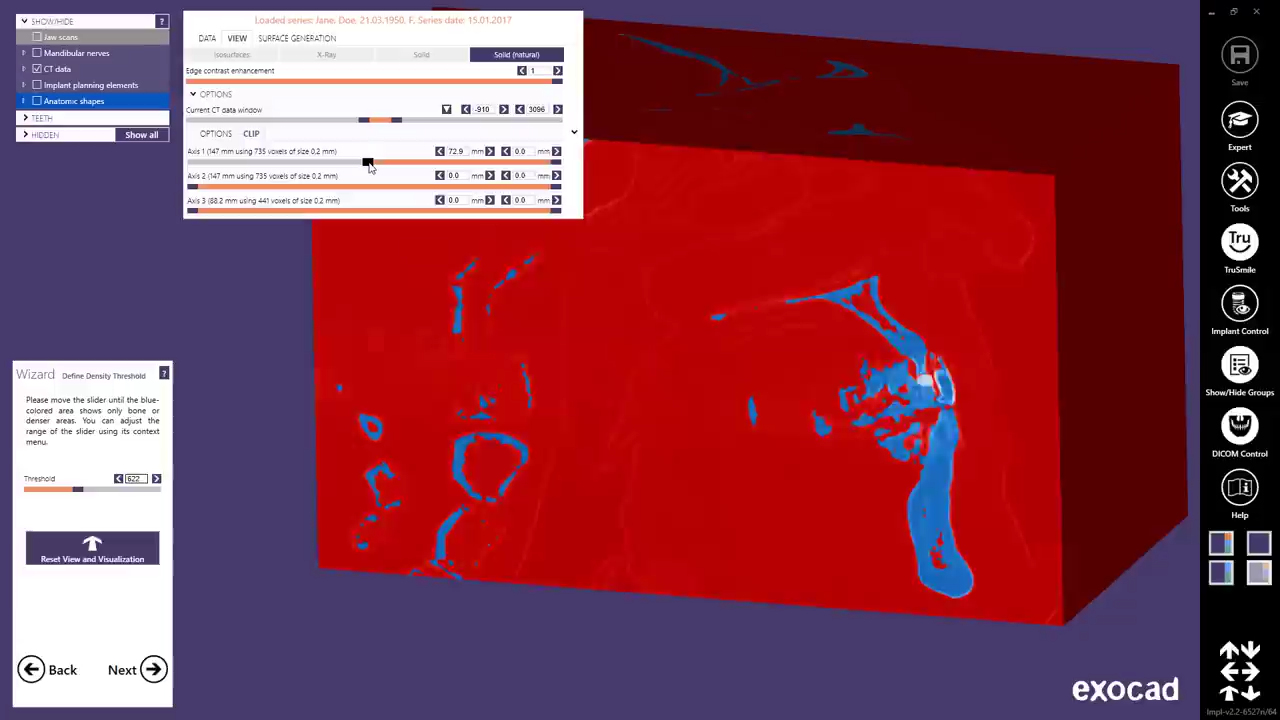 SHOW/HIDE ?
Jaw scans
Mandibular nerves
CT data
Implant planning elements
Anatomic shapes
TEETH
HIDDEN Show all
Loaded series: Jane, Doe, 21.03.1950, F, Series date: 15.01.2017
DATA VIEW SURFACE GENERATION
Isosurfaces X-Ray Solid Solid (natural)
Edge contrast enhancement 1
OPTIONS
Current CT data window -910 3096
OPTIONS CLIP
Axis 1 (147 mm using 735 voxels of size 0,2 mm) 72.9 mm 0.0 mm
Axis 2 (147 mm using 735 voxels of size 0,2 mm) 0.0 mm 0.0 mm
Axis 3 (88,2 mm using 441 voxels of size 0,2 mm) 0.0 mm 0.0 mm
Wizard Define Density Threshold ?
Please move the slider until the blue-
colored area shows only bone or
denser areas. You can adjust the
range of the slider using its context
menu.
Threshold 622
Reset View and Visualization
Back Next
Save
Expert
Tools
Tru
TruSmile
Implant Control
Show/Hide Groups
DICOM Control
Help
exocad
Impl-v2.2-6527n/64